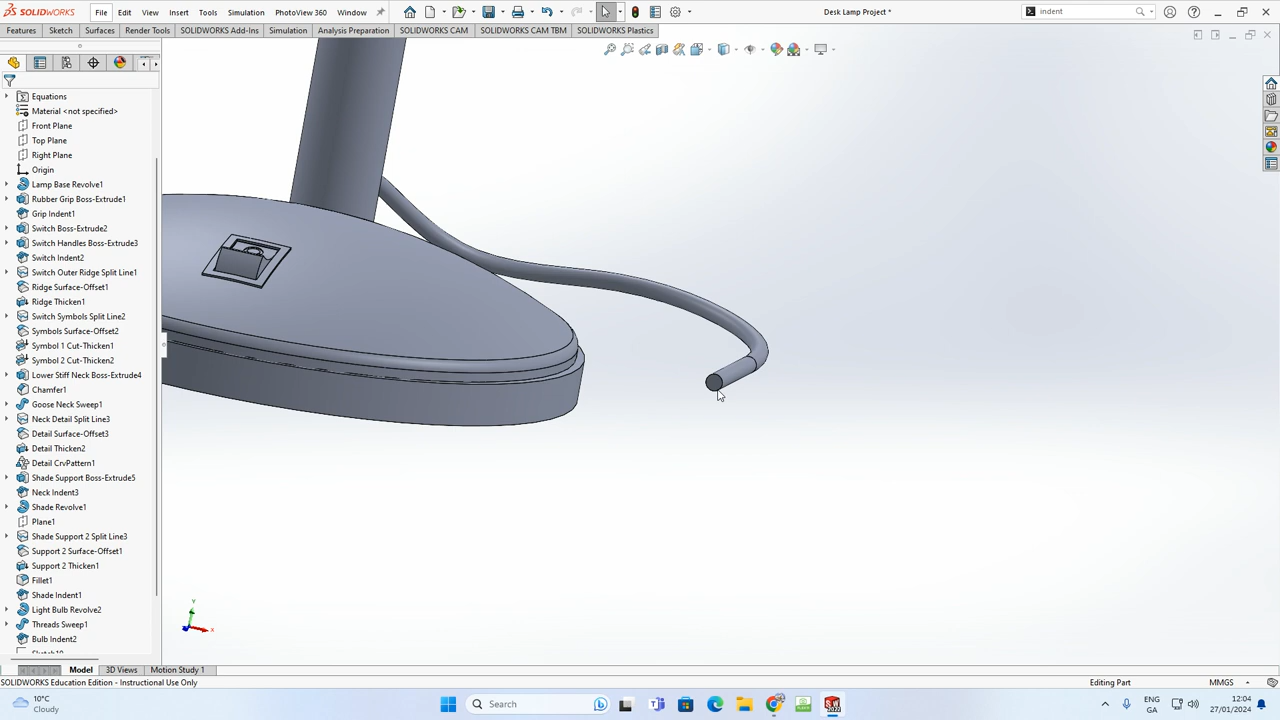 SOLIDWORKS File Edit View Insert Tools Simulation PhotoView 360 Window Desk Lamp Project * indent
Features Sketch Surfaces Render Tools SOLIDWORKS Add-Ins Simulation Analysis Preparation SOLIDWORKS CAM SOLIDWORKS CAM TBM SOLIDWORKS Plastics
Equations
Material <not specified>
Front Plane
Top Plane
Right Plane
Origin
Lamp Base Revolve1
Rubber Grip Boss-Extrude1
Grip Indent1
Switch Boss-Extrude2
Switch Handles Boss-Extrude3
Switch Indent2
Switch Outer Ridge Split Line1
Ridge Surface-Offset1
Ridge Thicken1
Switch Symbols Split Line2
Symbols Surface-Offset2
Symbol 1 Cut-Thicken1
Symbol 2 Cut-Thicken2
Lower Stiff Neck Boss-Extrude4
Chamfer1
Goose Neck Sweep1
Neck Detail Split Line3
Detail Surface-Offset3
Detail Thicken2
Detail CrvPattern1
Shade Support Boss-Extrude5
Neck Indent3
Shade Revolve1
Plane1
Shade Support 2 Split Line3
Support 2 Surface-Offset1
Support 2 Thicken1
Fillet1
Shade Indent1
Light Bulb Revolve2
Threads Sweep1
Bulb Indent2
Y
X
Model 3D Views Motion Study 1
SOLIDWORKS Education Edition - Instructional Use Only Editing Part MMGS
10°C
Cloudy
Search
ENG
GA
12:04
27/01/2024